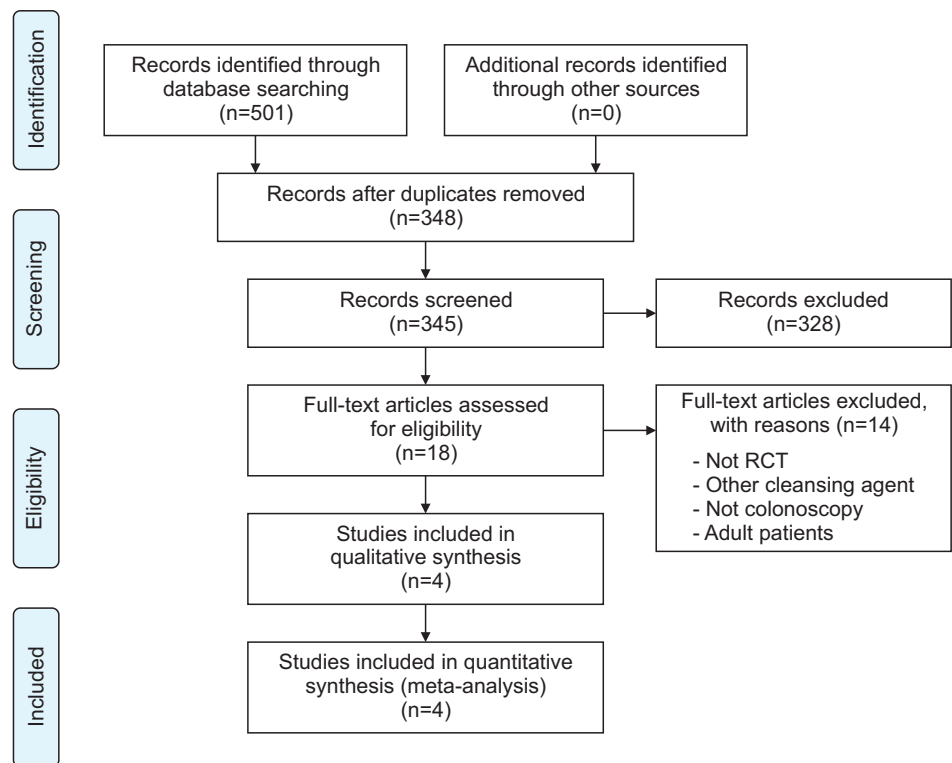 Identification
Records identified through
database searching
(n=501)
Additional records identified
through other sources
(n=0)
Records after duplicates removed
(n=348)
Screening
Records screened
(n=345)
Records excluded
(n=328)
Eligibility
Full-text articles assessed
for eligibility
(n=18)
Full-text articles excluded,
with reasons (n=14)
- Not RCT
- Other cleansing agent
- Not colonoscopy
- Adult patients
Studies included in
qualitative synthesis
(n=4)
Included
Studies included in quantitative
synthesis (meta-analysis)
(n=4)